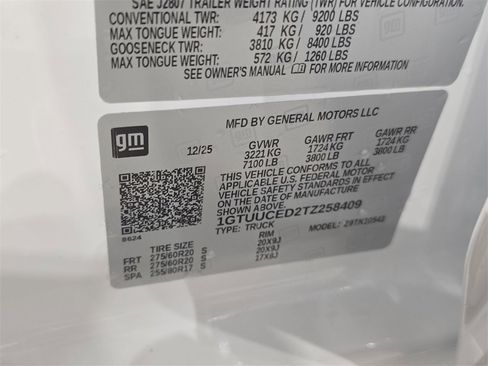 SAE J2807 TRAILER WEIGHT RATING (TWR) FOR VEHICLE CONFIGURATION.
CONVENTIONAL TWR: 4173 KG / 9200 LBS
MAX TONGUE WEIGHT: 417 KG / 920 LBS
GOOSENECK TWR: 3810 KG / 8400 LBS
MAX TONGUE WEIGHT: 572 KG / 1260 LBS
SEE OWNER'S MANUAL FOR MORE INFORMATION
gm
MFD BY GENERAL MOTORS LLC
12/25 GVWR GAWR FRT GAWR RR
3221 KG 1724 KG 1724 KG
7100 LB 3800 LB 3800 LB
THIS VEHICLE CONFORMS TO ALL APPLICABLE U.S. FEDERAL MOTOR
VEHICLE SAFETY AND THEFT PREVENTION STANDARDS IN EFFECT
ON THE DATE OF MANUFACTURE SHOWN ABOVE.
1GTUUCED2TZ258409
TYPE: TRUCK MODEL:
8624
TIRE SIZE RIM
FRT 275/60R20 S 20X9J
RR 275/60R20 S 20X9J
SPA 255/80R17 S 17X8J